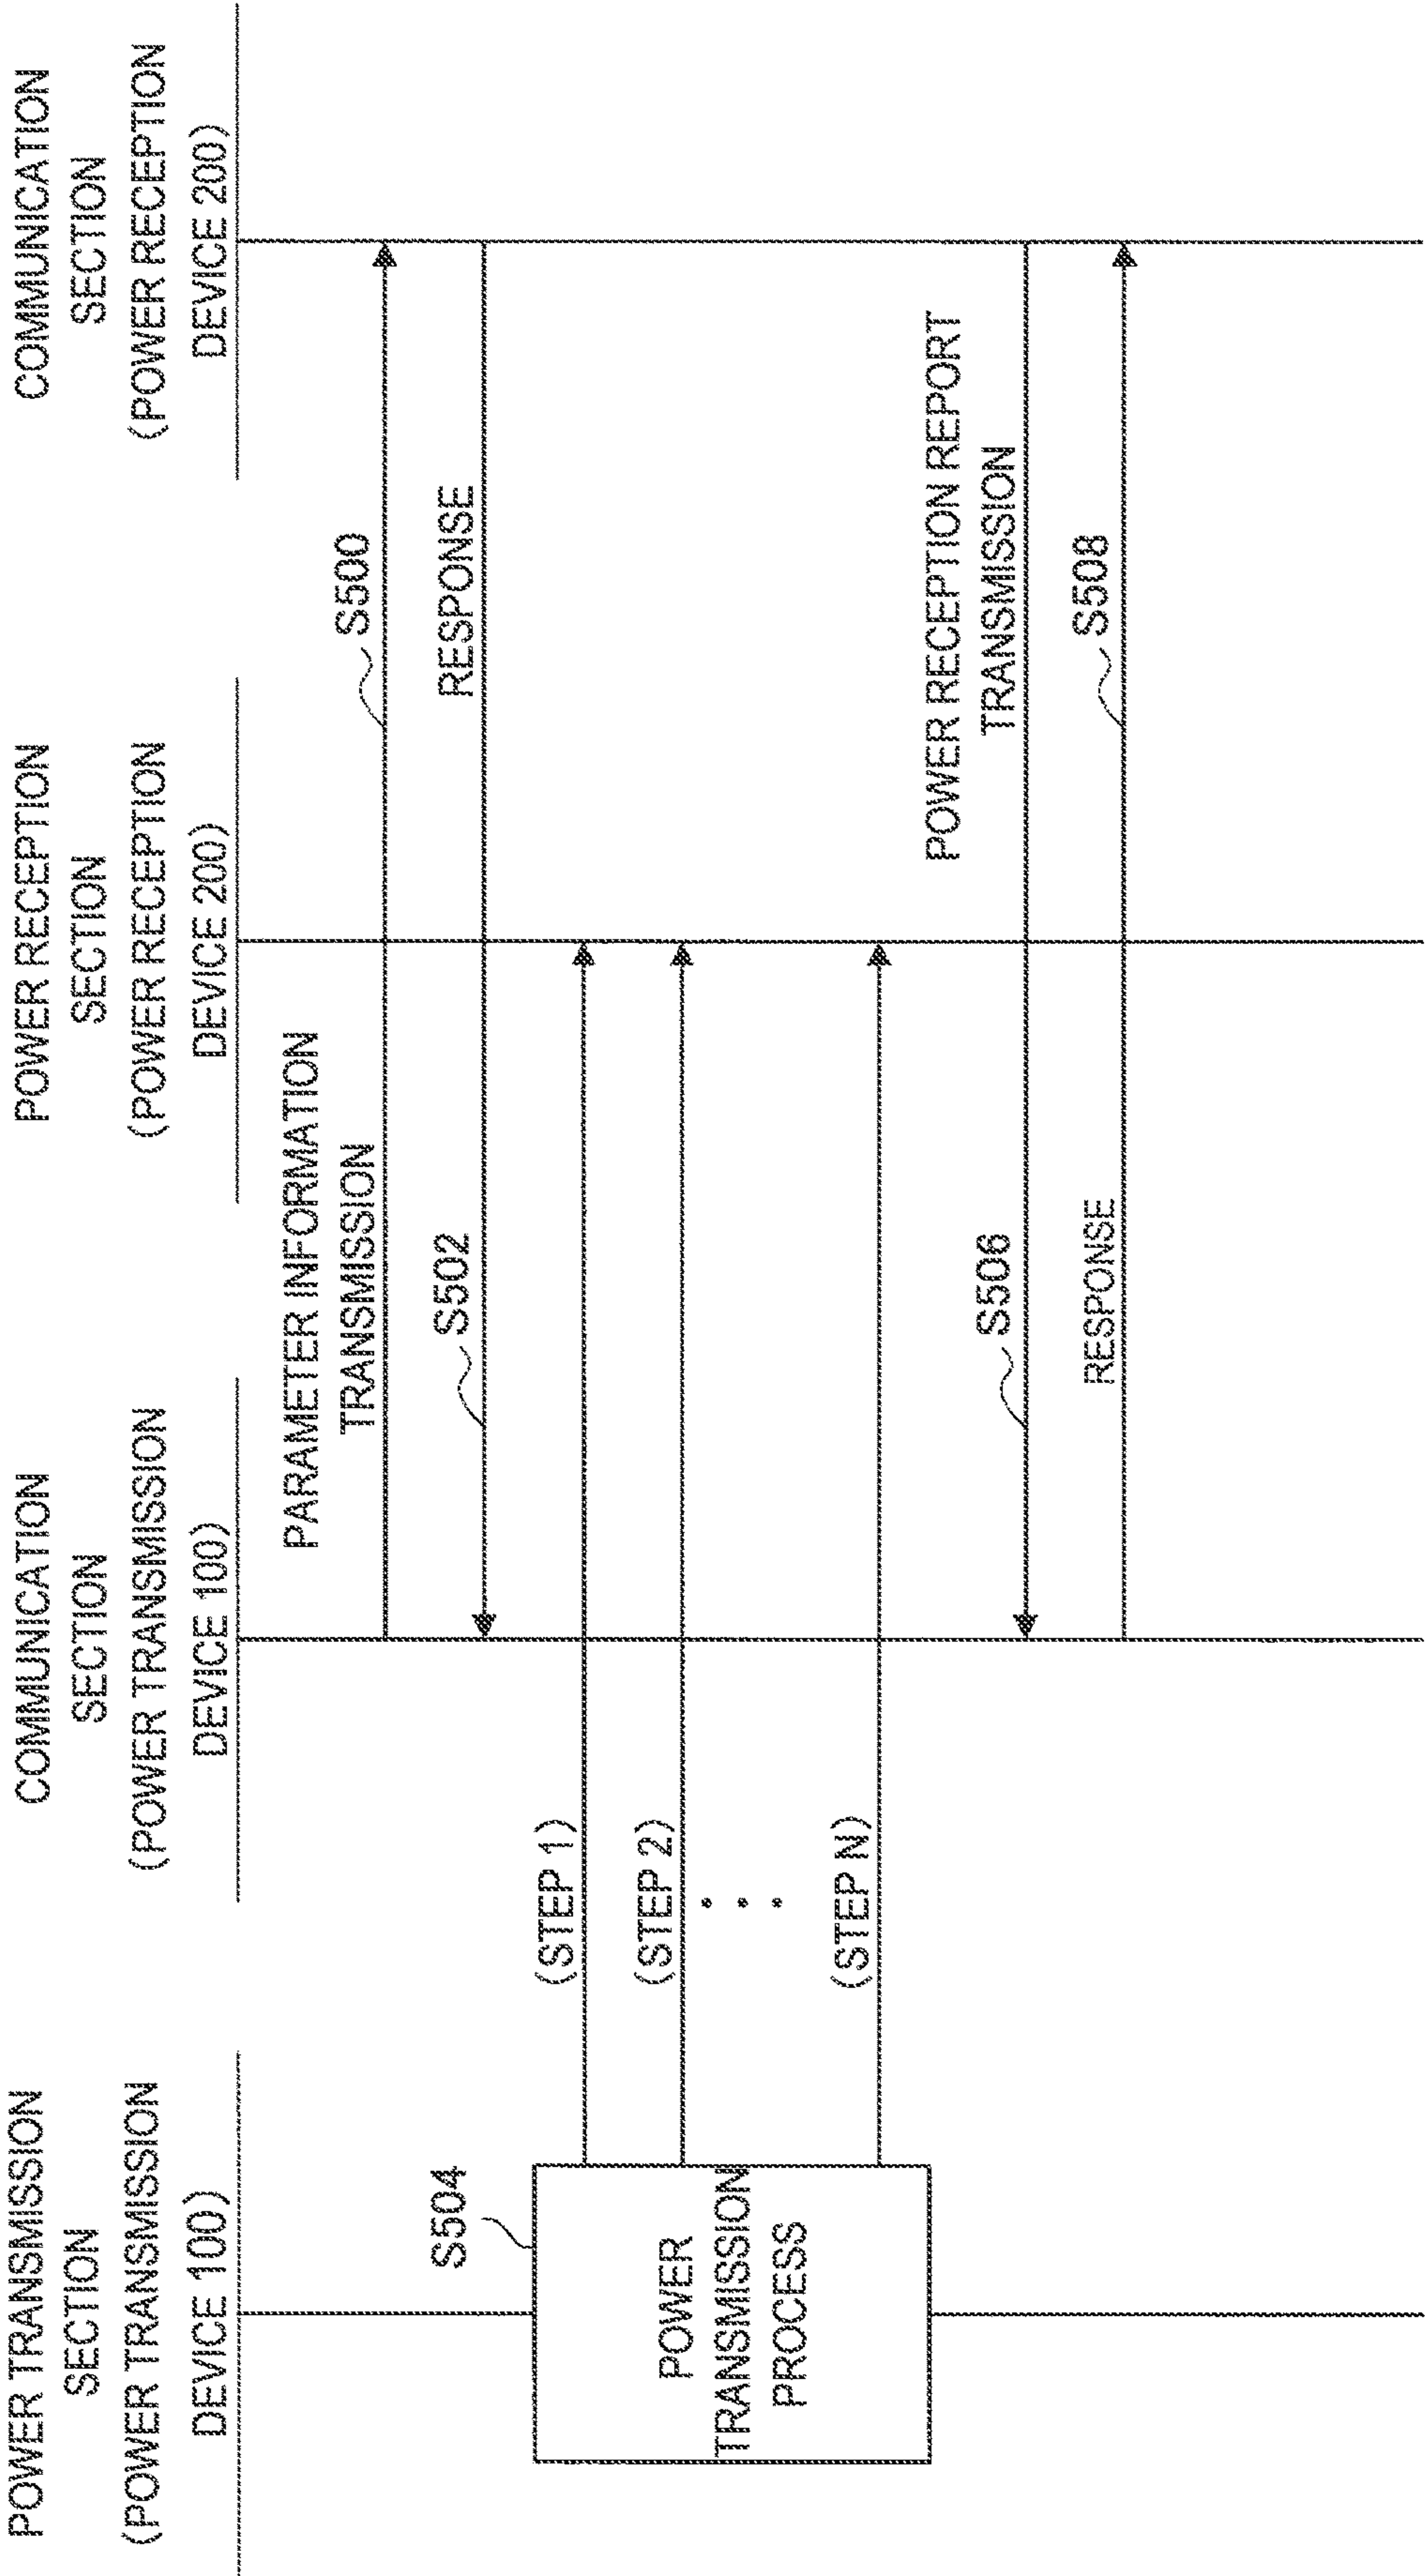 POWER TRANSMISSION
SECTION
(POWER TRANSMISSION
DEVICE 100)
COMMUNICATION
SECTION
(POWER TRANSMISSION
DEVICE 100)
POWER RECEPTION
SECTION
(POWER RECEPTION
DEVICE 200)
COMMUNICATION
SECTION
(POWER RECEPTION
DEVICE 200)
PARAMETER INFORMATION
TRANSMISSION
S500
S502
RESPONSE
S504
POWER
TRANSMISSION
PROCESS
(STEP 1)
(STEP 2)
(STEP N)
POWER RECEPTION REPORT
TRANSMISSION
S506
RESPONSE
S508